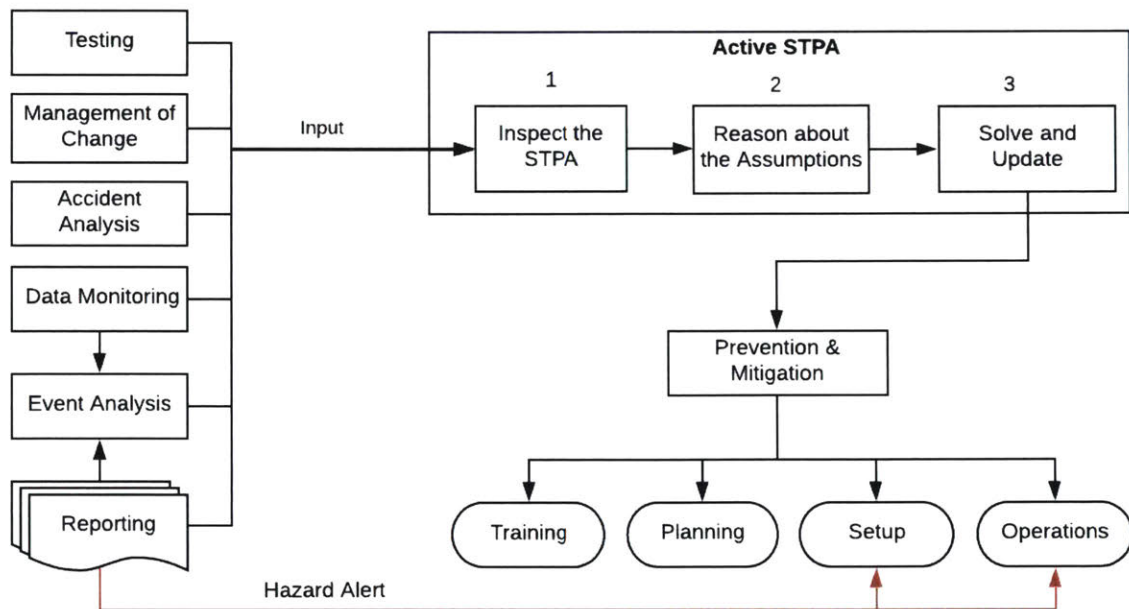 Testing
Management of
Change
Accident
Analysis
Data Monitoring
Event Analysis
Reporting
Input
Active STPA
1
2
3
Inspect the
STPA
Reason about
the Assumptions
Solve and
Update
Prevention &
Mitigation
Training
Planning
Setup
Operations
Hazard Alert